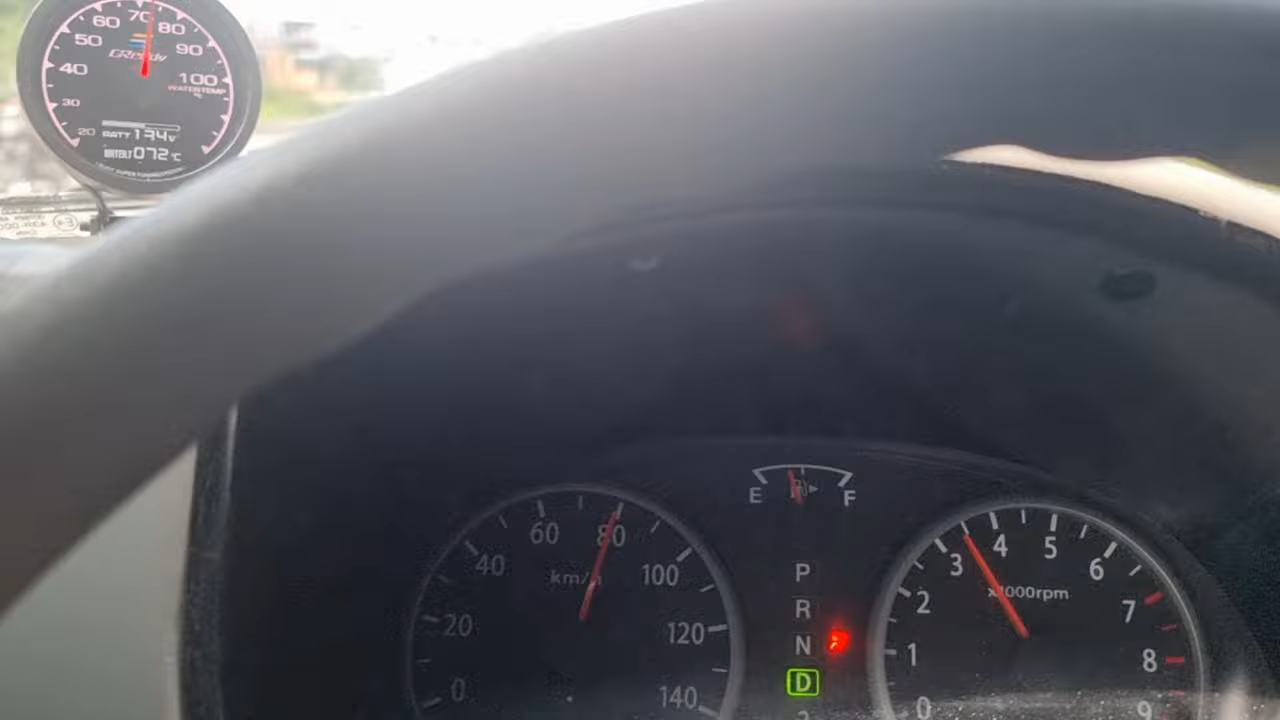 60 70 80
50 90
40 100
WATER TEMP
30
20
BATT 13.4V
072°C
E F
60 80
40 km/h 100
20 120
0 140
P
R
N
D
3 4 5 6
x1000rpm
2 7
1 8
0 9